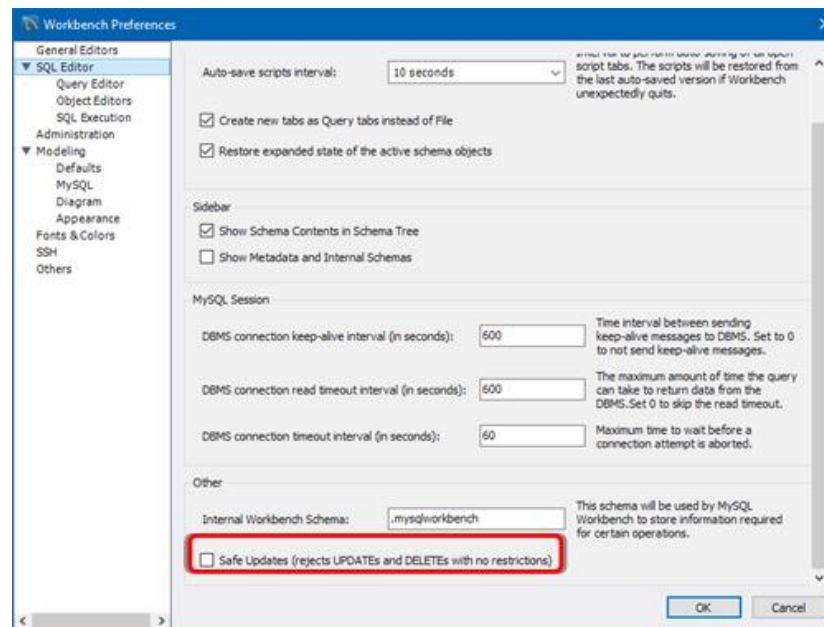 Workbench Preferences
General Editors
SQL Editor
Query Editor
Object Editors
SQL Execution
Administration
Modeling
Defaults
MySQL
Diagram
Appearance
Fonts & Colors
SSH
Others
Auto-save scripts interval:
10 seconds
script tabs. The scripts will be restored from
the last auto-saved version if Workbench
unexpectedly quits.
Create new tabs as Query tabs instead of File
Restore expanded state of the active schema objects
Sidebar
Show Schema Contents in Schema Tree
Show Metadata and Internal Schemas
MySQL Session
DBMS connection keep-alive interval (in seconds):
600
Time interval between sending
keep-alive messages to DBMS. Set to 0
to not send keep-alive messages.
DBMS connection read timeout interval (in seconds):
600
The maximum amount of time the query
can take to return data from the
DBMS.Set 0 to skip the read timeout.
DBMS connection timeout interval (in seconds):
60
Maximum time to wait before a
connection attempt is aborted.
Other
Internal Workbench Schema:
.mysqlworkbench
This schema will be used by MySQL
Workbench to store information required
for certain operations.
Safe Updates (rejects UPDATEs and DELETEs with no restrictions)
OK
Cancel